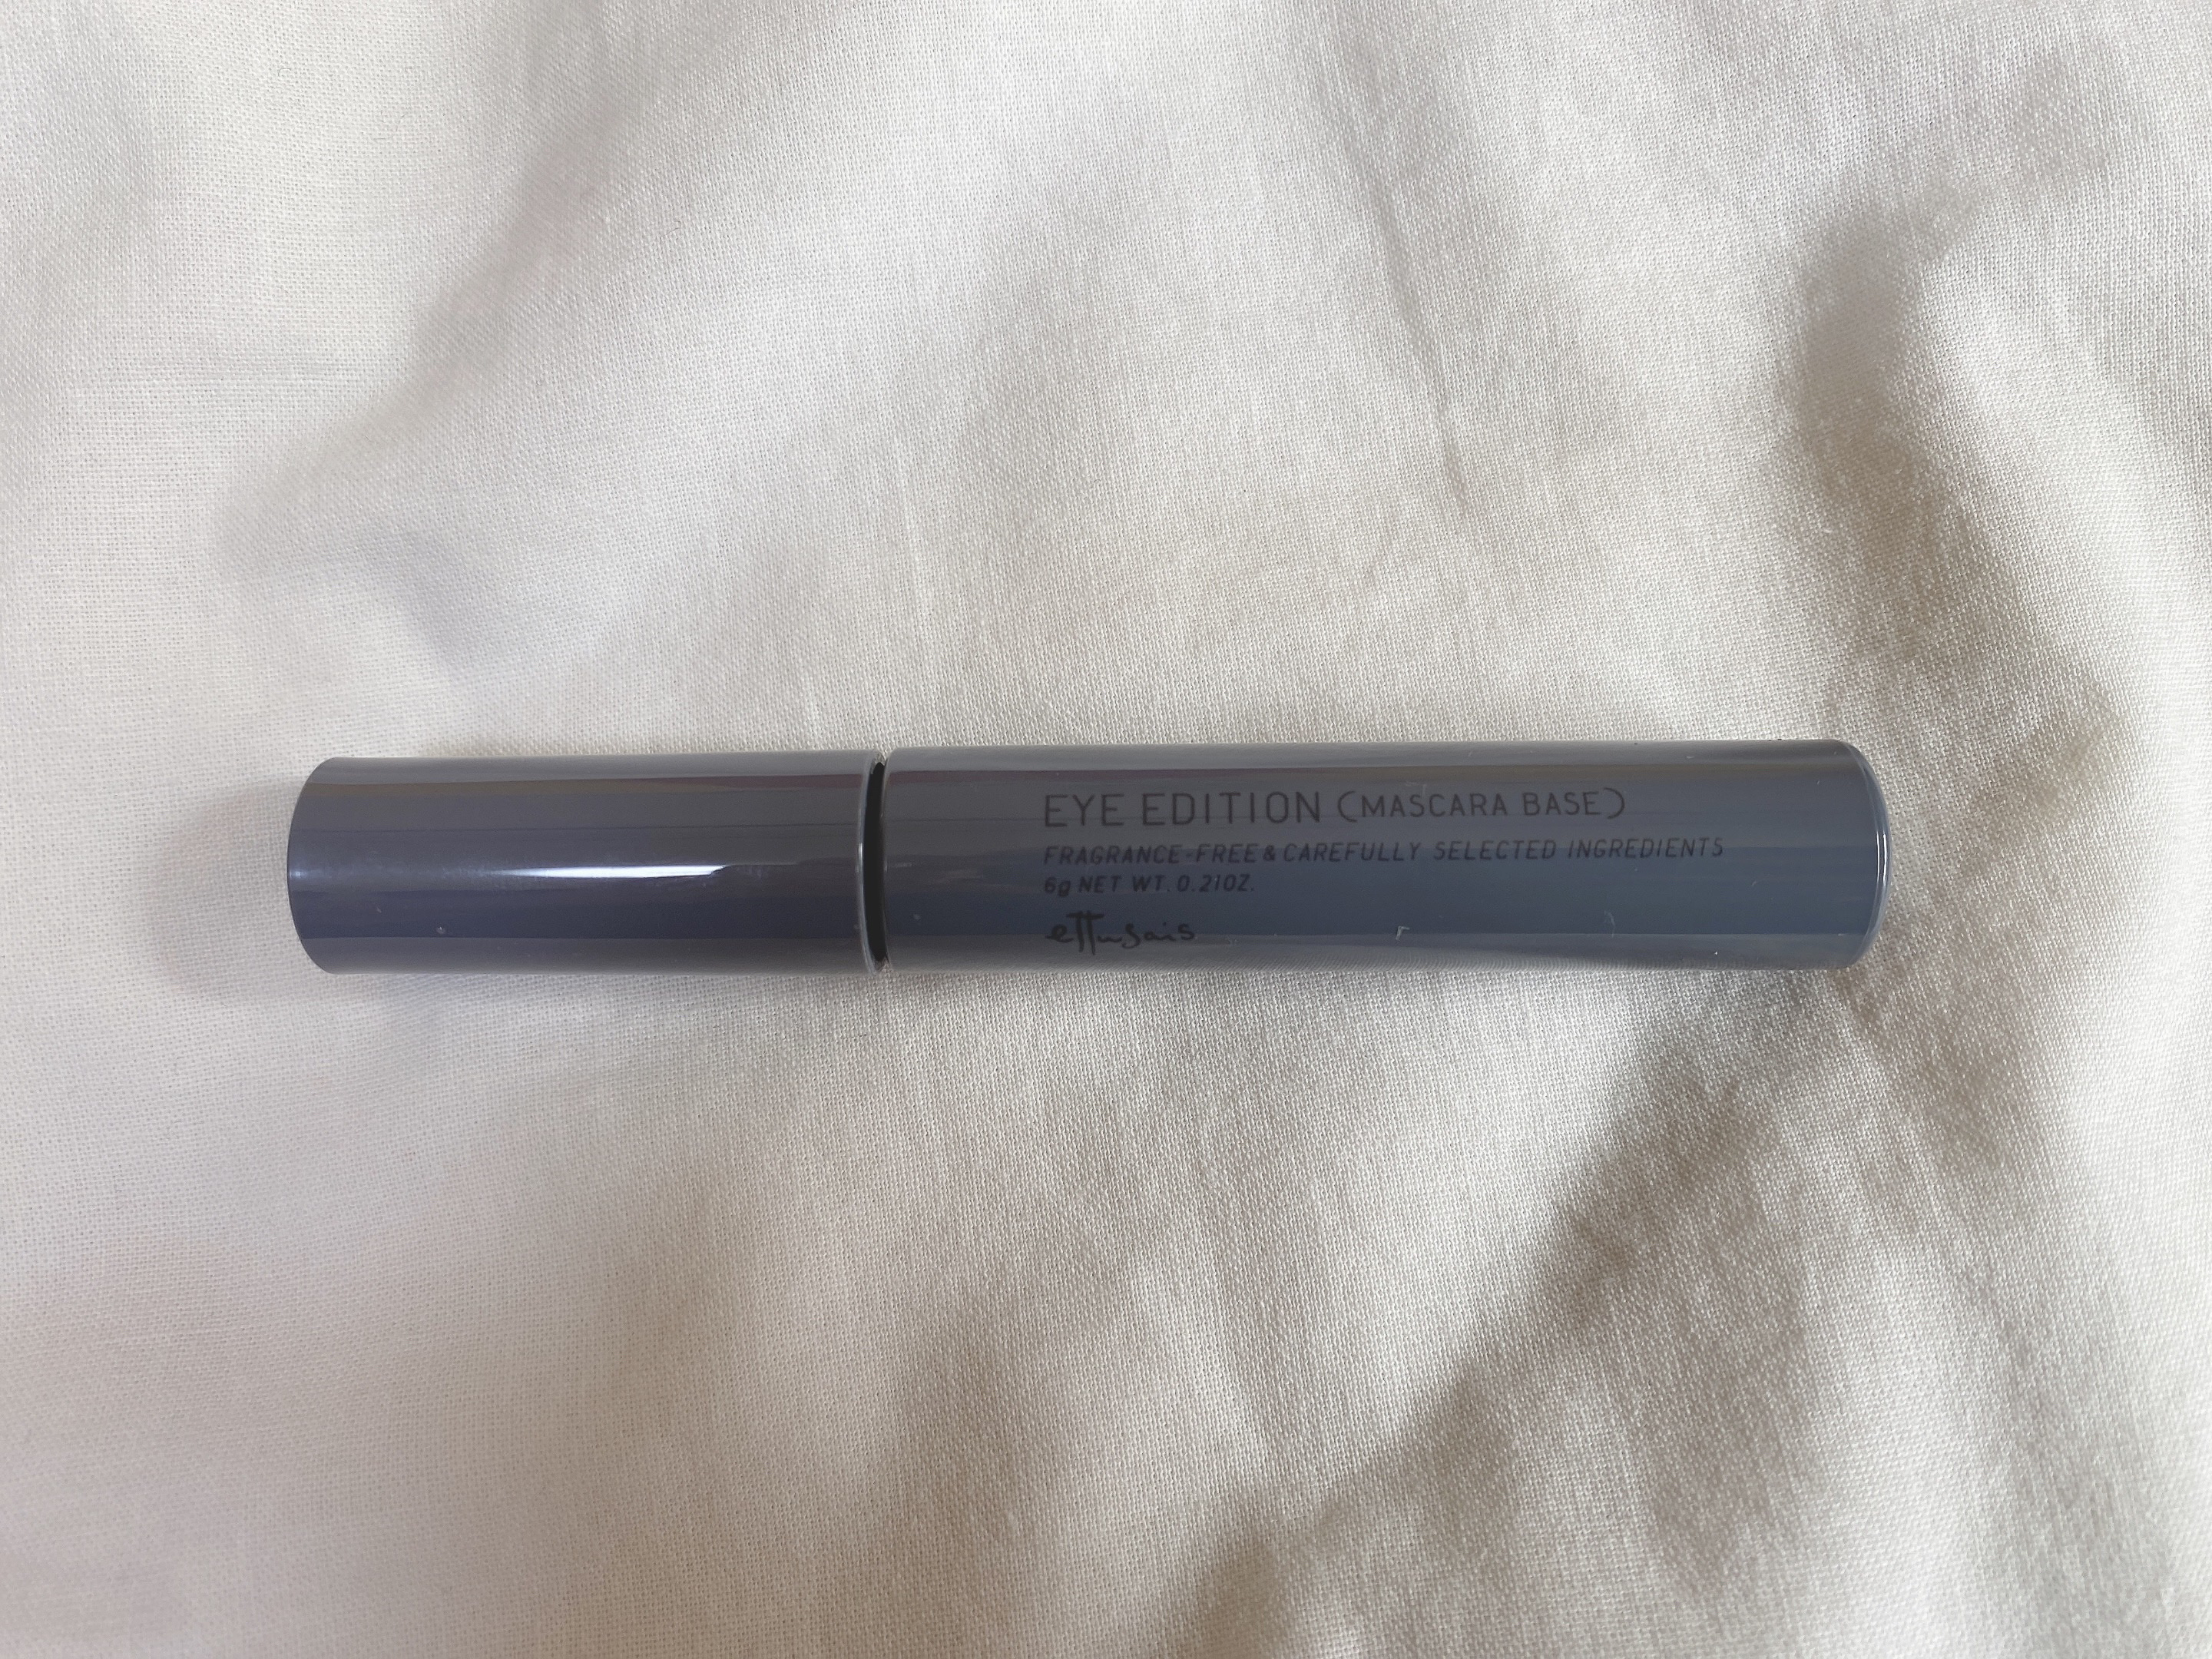 EYE EDITION (MASCARA BASE)
FRAGRANCE-FREE & CAREFULLY SELECTED INGREDIENTS
6g NET WT. 0.21OZ.
ettusais